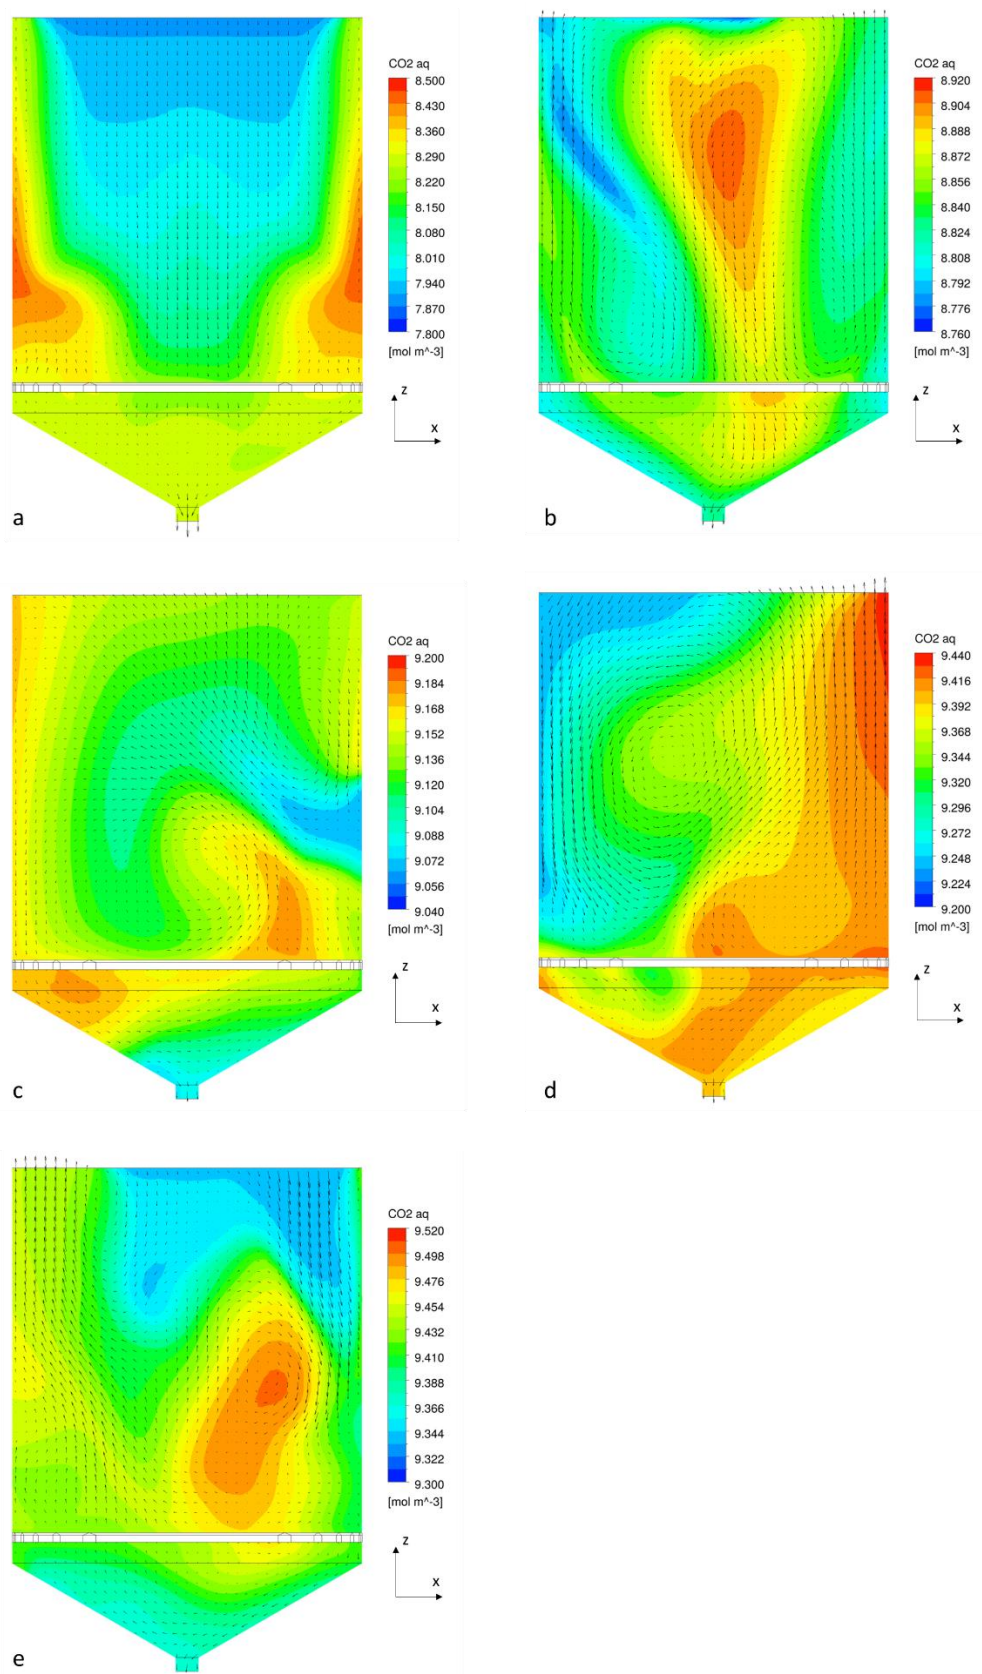 CO2 aq
8.500
8.430
8.360
8.290
8.220
8.150
8.080
8.010
7.940
7.870
7.800
[mol m^-3]
z
x
a
CO2 aq
8.920
8.904
8.888
8.872
8.856
8.840
8.824
8.808
8.792
8.776
8.760
[mol m^-3]
z
x
b
CO2 aq
9.200
9.184
9.168
9.152
9.136
9.120
9.104
9.088
9.072
9.056
9.040
[mol m^-3]
z
x
c
CO2 aq
9.440
9.416
9.392
9.368
9.344
9.320
9.296
9.272
9.248
9.224
9.200
[mol m^-3]
z
x
d
CO2 aq
9.520
9.498
9.476
9.454
9.432
9.410
9.388
9.366
9.344
9.322
9.300
[mol m^-3]
z
x
e